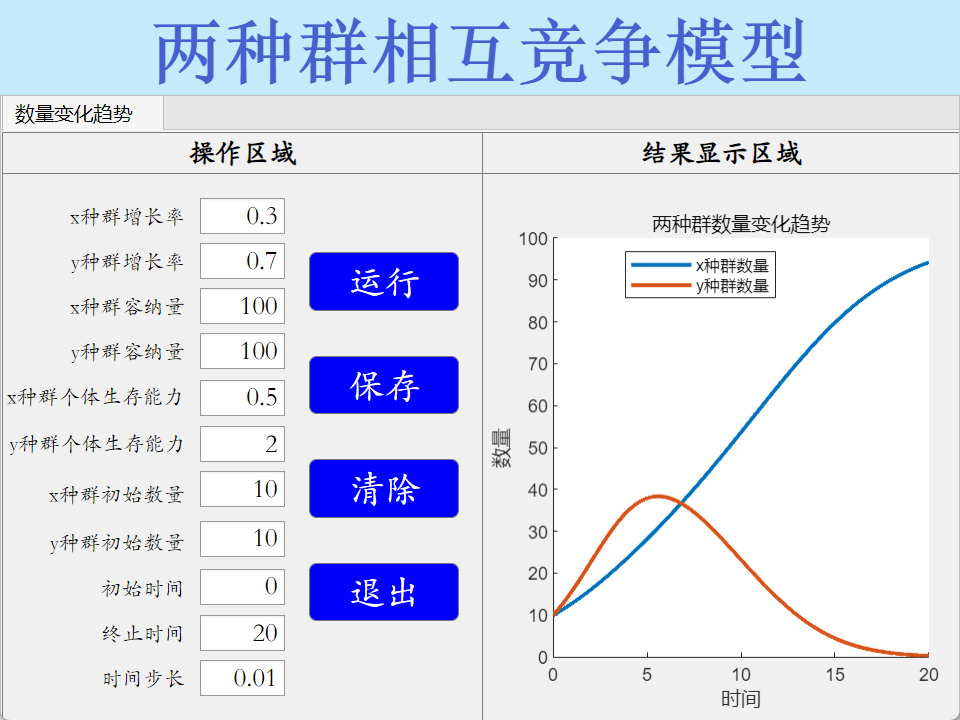 两种群相互竞争模型
数量变化趋势
操作区域
x种群增长率 0.3
y种群增长率 0.7
x种群容纳量 100
y种群容纳量 100
x种群个体生存能力 0.5
y种群个体生存能力 2
x种群初始数量 10
y种群初始数量 10
初始时间 0
终止时间 20
时间步长 0.01
运行
保存
清除
退出
结果显示区域
两种群数量变化趋势
x种群数量
y种群数量
100
90
80
70
60
50
40
30
20
10
0
数量
0 5 10 15 20
时间